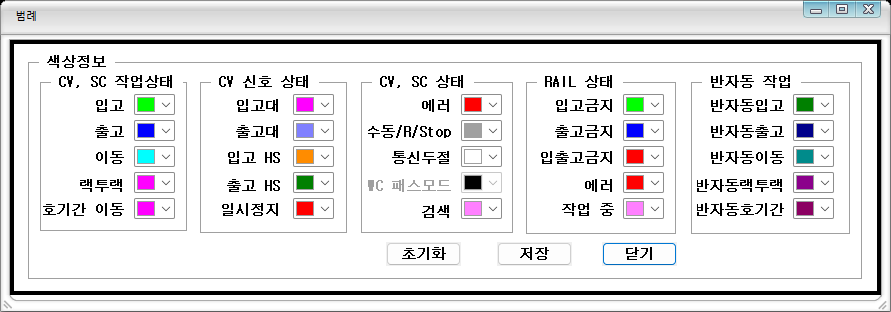 범례
색상정보
CV, SC 작업상태
입고
출고
이동
랙투랙
호기간 이동
CV 신호 상태
입고대
출고대
입고 HS
출고 HS
일시정지
CV, SC 상태
에러
수동/R/Stop
통신두절
WC 패스모드
검색
RAIL 상태
입고금지
출고금지
입출고금지
에러
작업 중
반자동 작업
반자동입고
반자동출고
반자동이동
반자동랙투랙
반자동호기간
초기화 저장 닫기